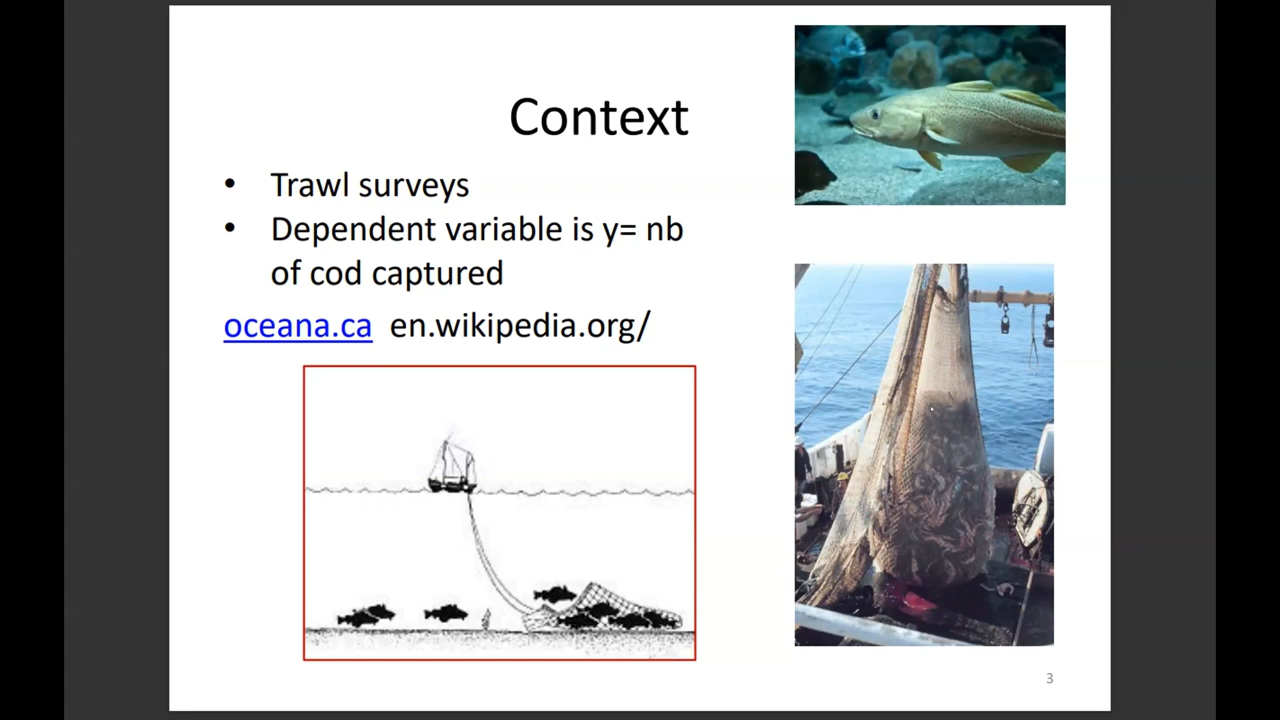 Context
• Trawl surveys
• Dependent variable is y= nb
of cod captured
oceana.ca en.wikipedia.org/
3